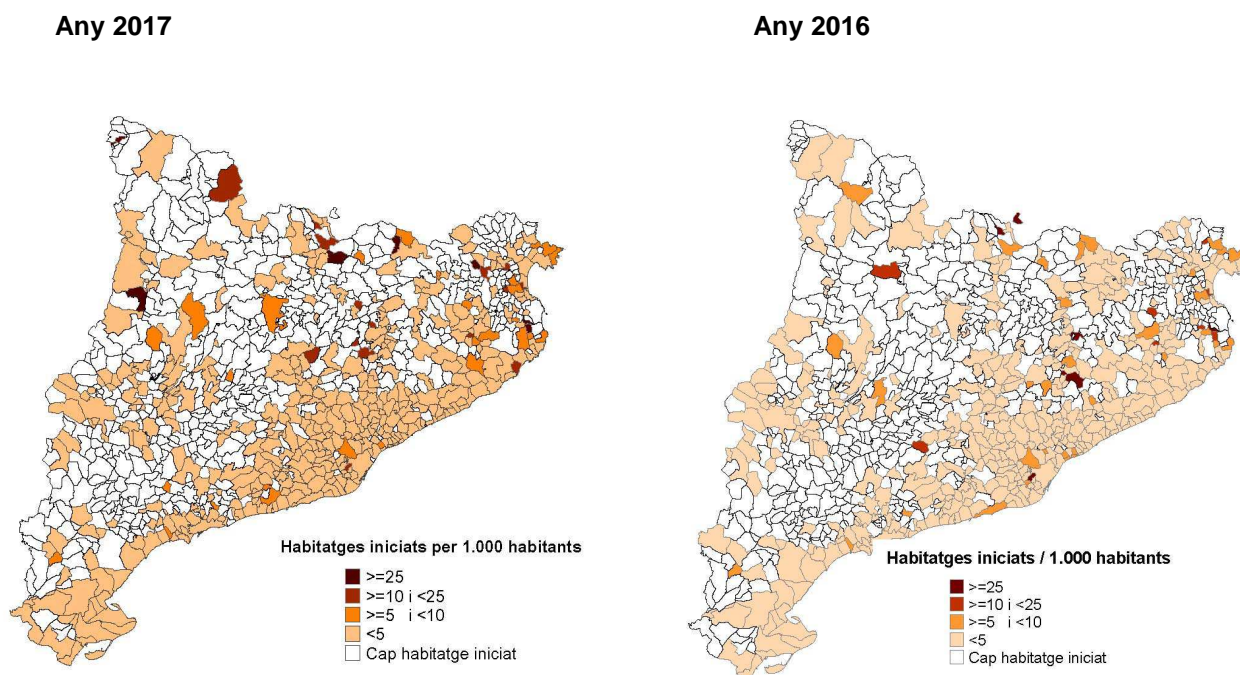 Any 2017
Any 2016
Habitatges iniciats per 1.000 habitants
>=25
>=10 i <25
>=5 i <10
<5
Cap habitatge iniciat
Habitatges iniciats / 1.000 habitants
>=25
>=10 i <25
>=5 i <10
<5
Cap habitatge iniciat